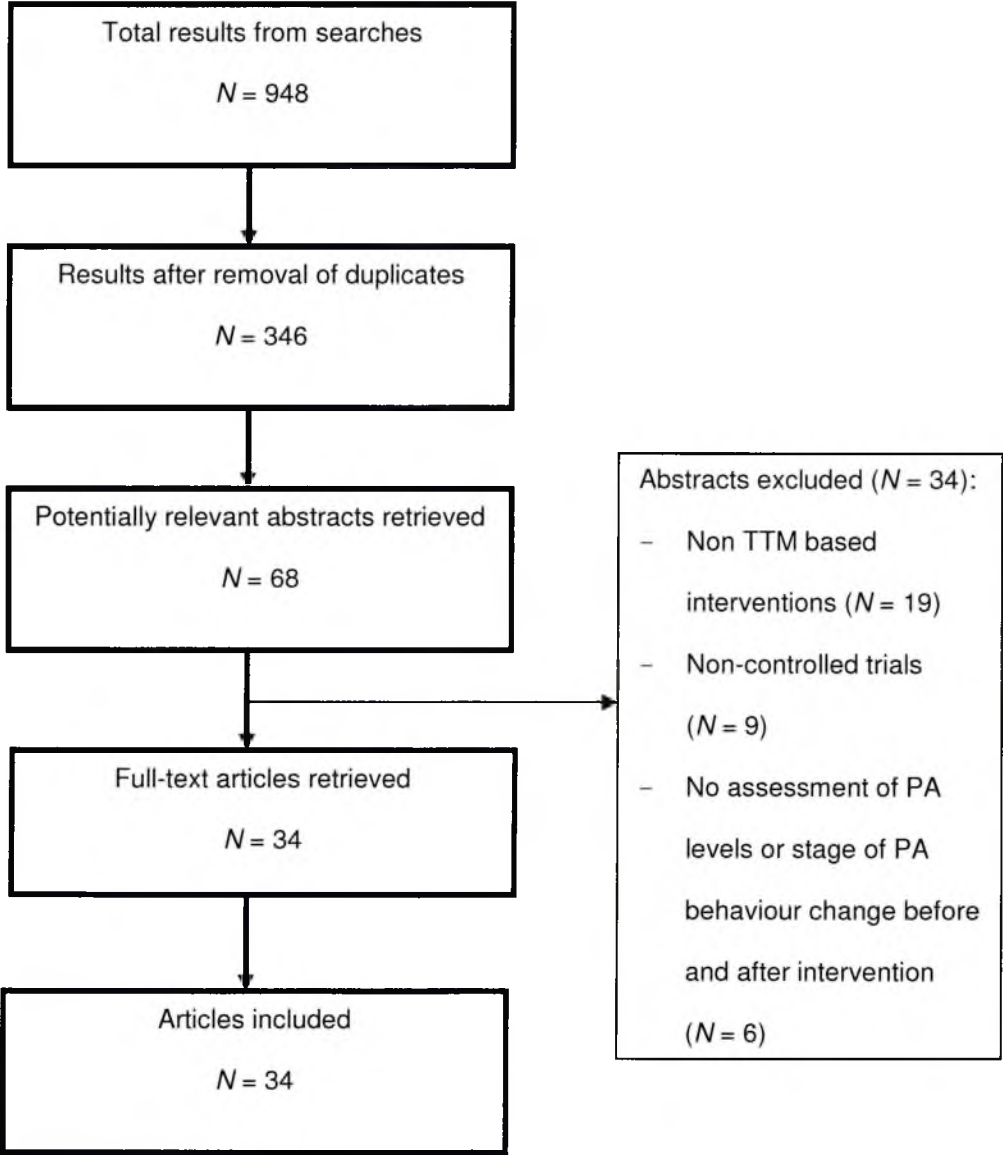 Total results from searches
N = 948
Results after removal of duplicates
N = 346
Potentially relevant abstracts retrieved
N = 68
Abstracts excluded (N = 34):
– Non TTM based
interventions (N = 19)
– Non-controlled trials
(N = 9)
– No assessment of PA
levels or stage of PA
behaviour change before
and after intervention
(N = 6)
Full-text articles retrieved
N = 34
Articles included
N = 34